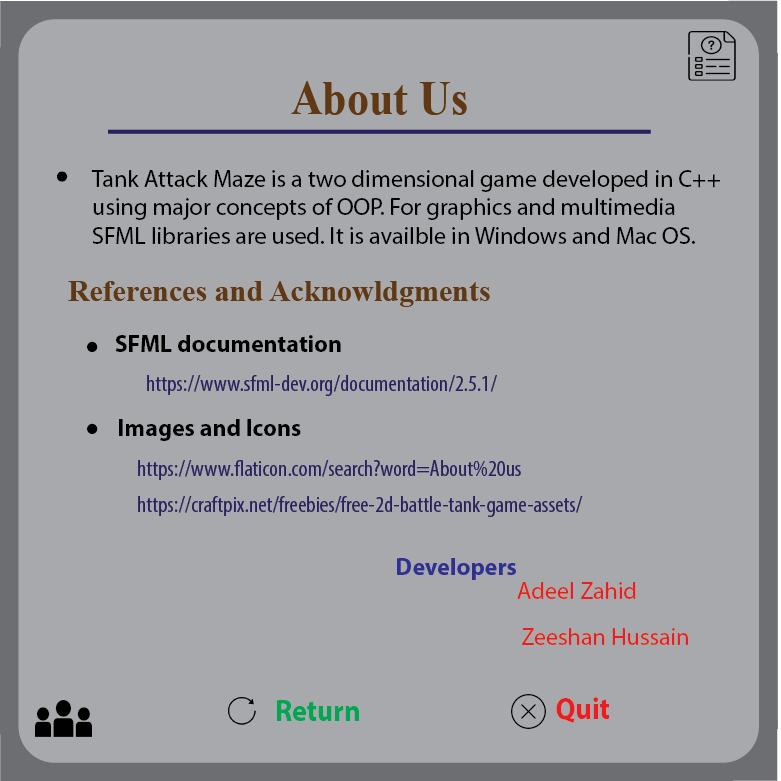 About Us
Tank Attack Maze is a two dimensional game developed in C++
using major concepts of OOP. For graphics and multimedia
SFML libraries are used. It is availble in Windows and Mac OS.
References and Acknowldgments
SFML documentation
https://www.sfml-dev.org/documentation/2.5.1/
Images and Icons
https://www.flaticon.com/search?word=About%20us
https://craftpix.net/freebies/free-2d-battle-tank-game-assets/
Developers
Adeel Zahid
Zeeshan Hussain
Return
Quit